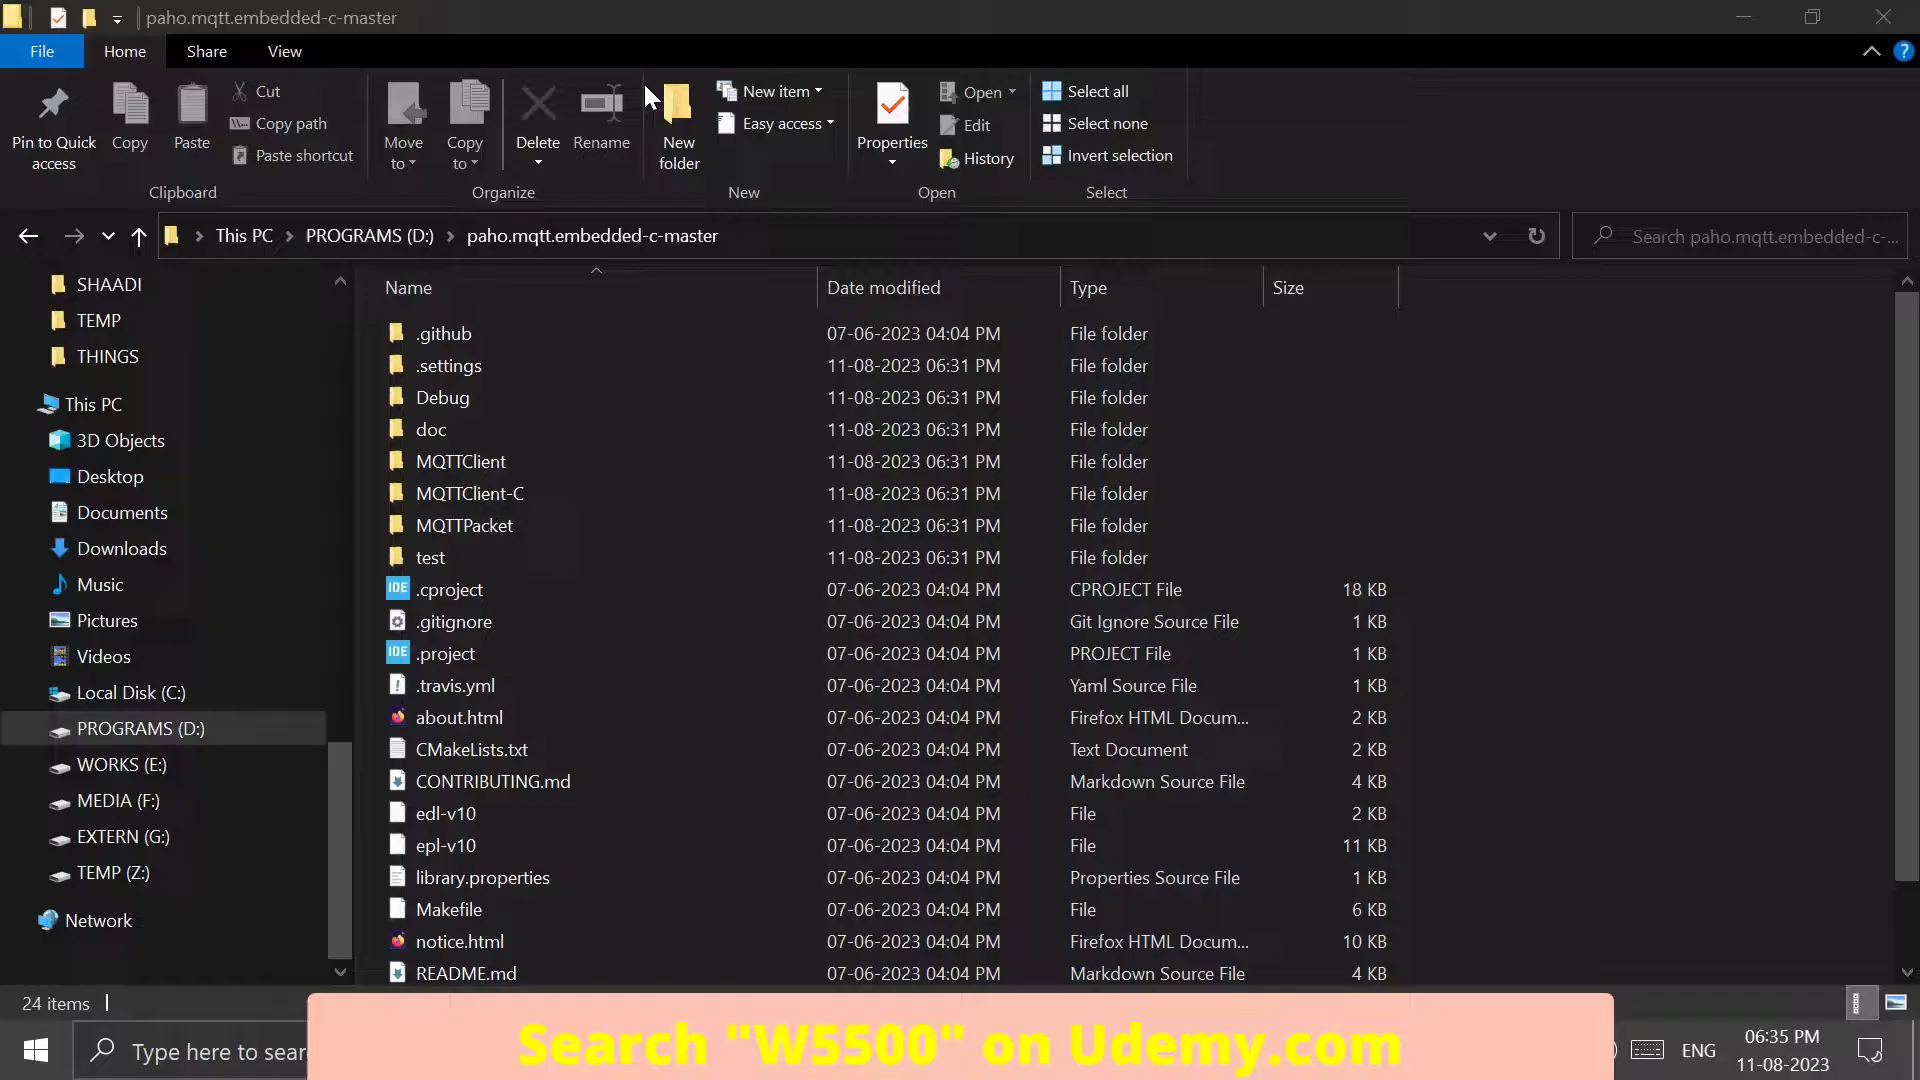 paho.mqtt.embedded-c-master
File
Home
Share
View
Pin to Quick access
Copy
Paste
Cut
Copy path
Paste shortcut
Clipboard
Move to
Copy to
Delete
Rename
Organize
New folder
New item
Easy access
New
Properties
Open
Edit
History
Open
Select all
Select none
Invert selection
Select
This PC
PROGRAMS (D:)
paho.mqtt.embedded-c-master
Search paho.mqtt.embedded-c-...
SHAADI
TEMP
THINGS
This PC
3D Objects
Desktop
Documents
Downloads
Music
Pictures
Videos
Local Disk (C:)
PROGRAMS (D:)
WORKS (E:)
MEDIA (F:)
EXTERN (G:)
TEMP (Z:)
Network
Name Date modified Type Size
.github 07-06-2023 04:04 PM File folder
.settings 11-08-2023 06:31 PM File folder
Debug 11-08-2023 06:31 PM File folder
doc 11-08-2023 06:31 PM File folder
MQTTClient 11-08-2023 06:31 PM File folder
MQTTClient-C 11-08-2023 06:31 PM File folder
MQTTPacket 11-08-2023 06:31 PM File folder
test 11-08-2023 06:31 PM File folder
IDE .cproject 07-06-2023 04:04 PM CPROJECT File 18 KB
.gitignore 07-06-2023 04:04 PM Git Ignore Source File 1 KB
IDE .project 07-06-2023 04:04 PM PROJECT File 1 KB
.travis.yml 07-06-2023 04:04 PM Yaml Source File 1 KB
about.html 07-06-2023 04:04 PM Firefox HTML Docum... 2 KB
CMakeLists.txt 07-06-2023 04:04 PM Text Document 2 KB
CONTRIBUTING.md 07-06-2023 04:04 PM Markdown Source File 4 KB
edl-v10 07-06-2023 04:04 PM File 2 KB
epl-v10 07-06-2023 04:04 PM File 11 KB
library.properties 07-06-2023 04:04 PM Properties Source File 1 KB
Makefile 07-06-2023 04:04 PM File 6 KB
notice.html 07-06-2023 04:04 PM Firefox HTML Docum... 10 KB
README.md 07-06-2023 04:04 PM Markdown Source File 4 KB
24 items
Type here to sear
Search "W5500" on Udemy.com
ENG
06:35 PM
11-08-2023